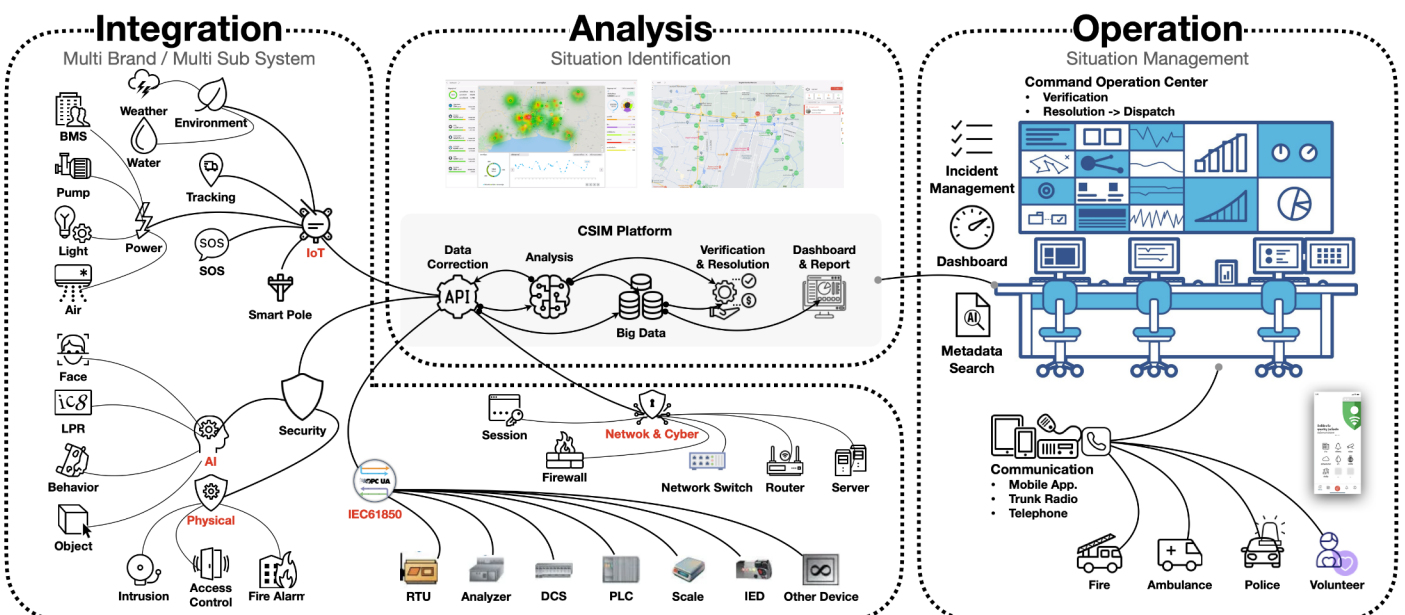 Integration
Multi Brand / Multi Sub System
Weather
Environment
BMS
Water
Pump
Tracking
Light
Power
SOS
SOS
IoT
Air
Smart Pole
Face
ic8
LPR
Security
AI
Behavior
Physical
Object
Intrusion
Access
Control
Fire Alarm
Analysis
Situation Identification
CSIM Platform
Data
Correction
Analysis
Verification
& Resolution
Dashboard
& Report
API
Big Data
Session
Netwok & Cyber
Firewall
Network Switch
Router
Server
OPC UA
IEC61850
RTU
Analyzer
DCS
PLC
Scale
IED
Other Device
Operation
Situation Management
Command Operation Center
• Verification
• Resolution -> Dispatch
Incident
Management
Dashboard
AI
Metadata
Search
Communication
• Mobile App.
• Trunk Radio
• Telephone
Fire
Ambulance
Police
Volunteer